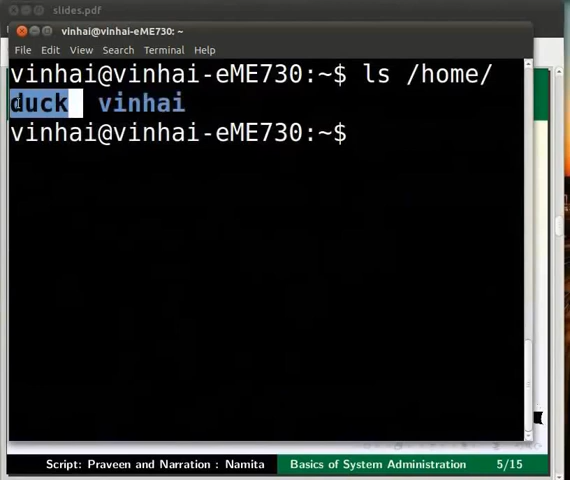 slides.pdf
vinhai@vinhai-eME730: ~
File Edit View Search Terminal Help
vinhai@vinhai-eME730:~$ ls /home/
duck vinhai
vinhai@vinhai-eME730:~$
Script: Praveen and Narration : Namita Basics of System Administration 5/15